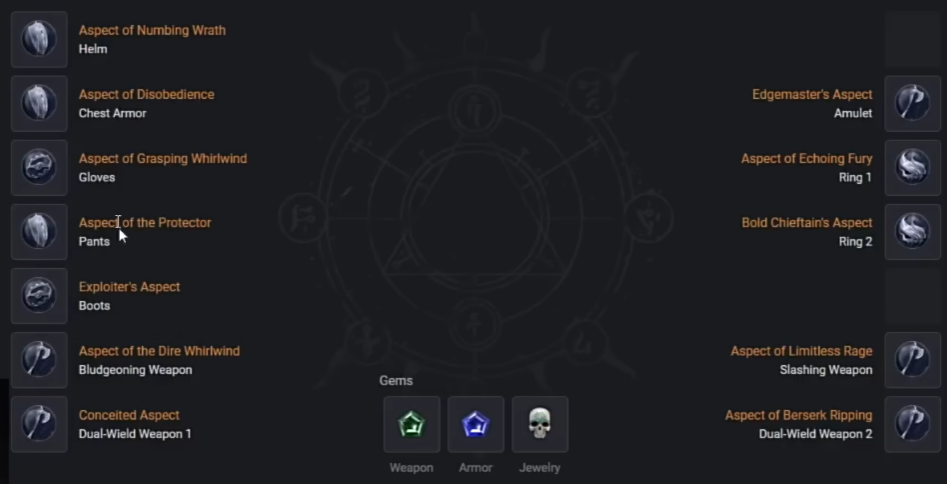 Aspect of Numbing Wrath
Helm
Aspect of Disobedience
Chest Armor
Aspect of Grasping Whirlwind
Gloves
Aspect of the Protector
Pants
Exploiter's Aspect
Boots
Aspect of the Dire Whirlwind
Bludgeoning Weapon
Conceited Aspect
Dual-Wield Weapon 1
Edgemaster's Aspect
Amulet
Aspect of Echoing Fury
Ring 1
Bold Chieftain's Aspect
Ring 2
Aspect of Limitless Rage
Slashing Weapon
Aspect of Berserk Ripping
Dual-Wield Weapon 2
Gems
Weapon
Armor
Jewelry